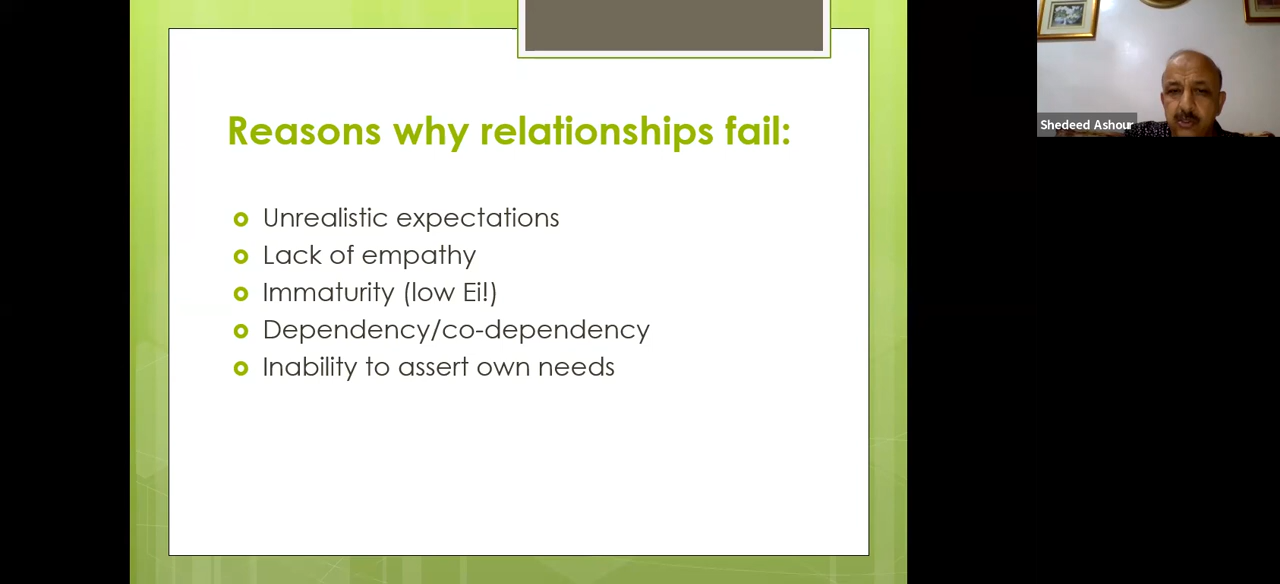 Reasons why relationships fail:
Unrealistic expectations
Lack of empathy
Immaturity (low Ei!)
Dependency/co-dependency
Inability to assert own needs
Shedeed Ashour